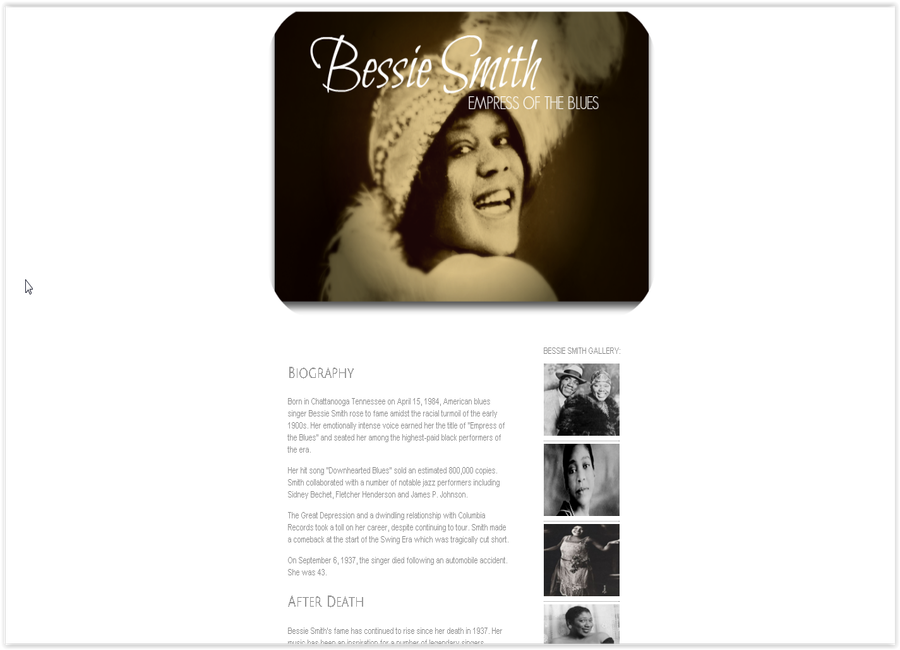 Bessie Smith
EMPRESS OF THE BLUES
BESSIE SMITH GALLERY:
BIOGRAPHY
Born in Chattanooga Tennessee on April 15, 1984, American blues
singer Bessie Smith rose to fame amidst the racial turmoil of the early
1900s. Her emotionally intense voice earned her the title of "Empress of
the Blues" and seated her among the highest-paid black performers of
the era.
Her hit song "Downhearted Blues" sold an estimated 800,000 copies.
Smith collaborated with a number of notable jazz performers including
Sidney Bechet, Fletcher Henderson and James P. Johnson.
The Great Depression and a dwindling relationship with Columbia
Records took a toll on her career, despite continuing to tour. Smith made
a comeback at the start of the Swing Era which was tragically cut short.
On September 6, 1937, the singer died following an automobile accident.
She was 43.
AFTER DEATH
Bessie Smith's fame has continued to rise since her death in 1937. Her
music has been an inspiration for a number of legendary singers